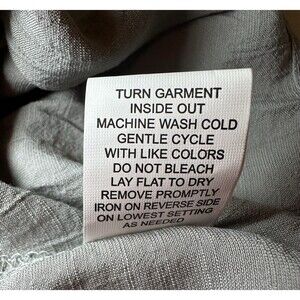 TURN GARMENT
INSIDE OUT
MACHINE WASH COLD
GENTLE CYCLE
WITH LIKE COLORS
DO NOT BLEACH
LAY FLAT TO DRY
REMOVE PROMPTLY
IRON ON REVERSE SIDE
ON LOWEST SETTING
AS NEEDED